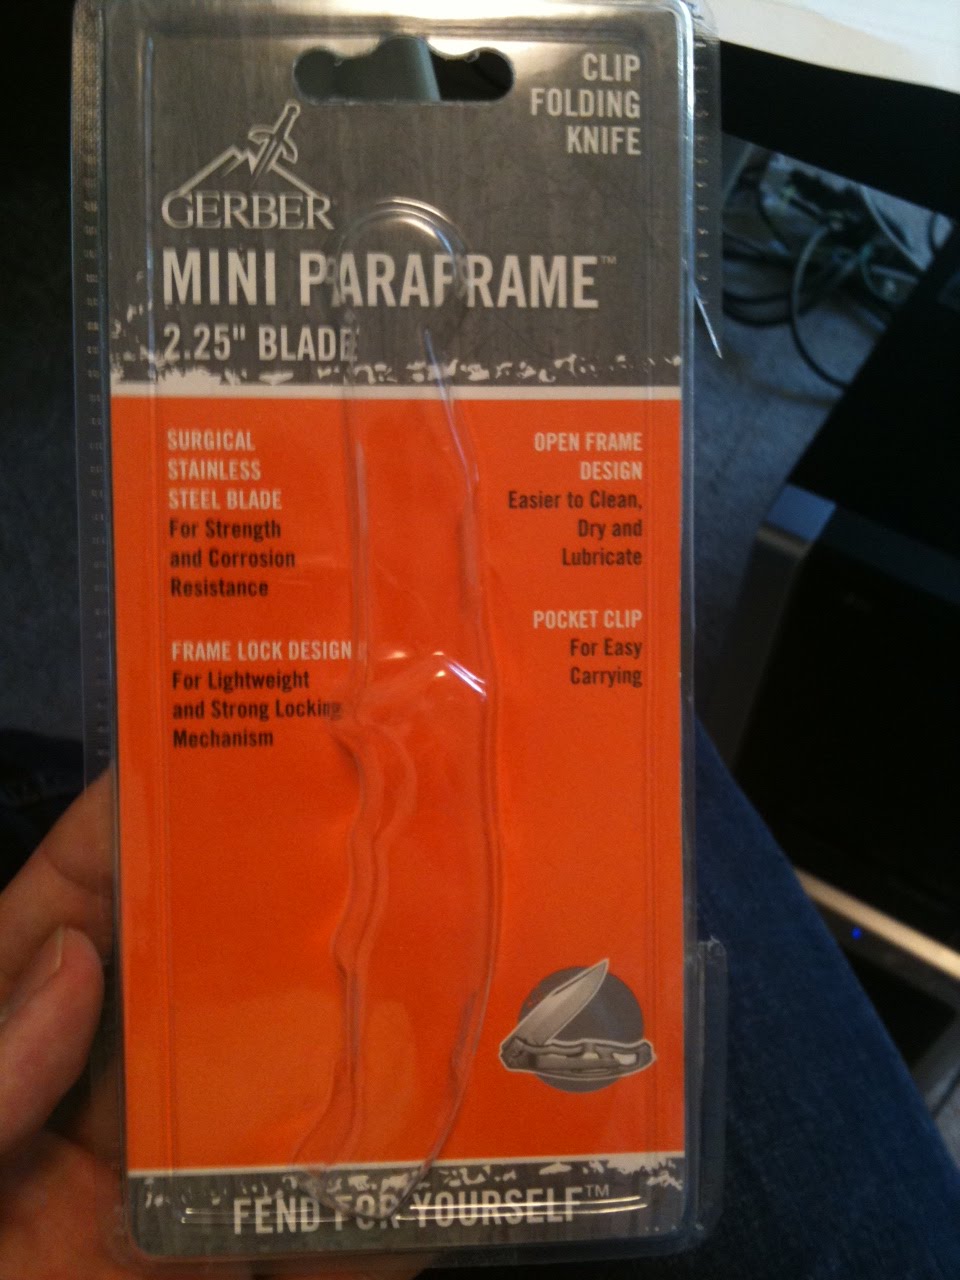 CLIP
FOLDING
KNIFE
GERBER
MINI PARAFRAME™
2.25" BLADE
SURGICAL
STAINLESS
STEEL BLADE
For Strength
and Corrosion
Resistance
FRAME LOCK DESIGN
For Lightweight
and Strong Locking
Mechanism
OPEN FRAME
DESIGN
Easier to Clean,
Dry and
Lubricate
POCKET CLIP
For Easy
Carrying
FEND FOR YOURSELF™